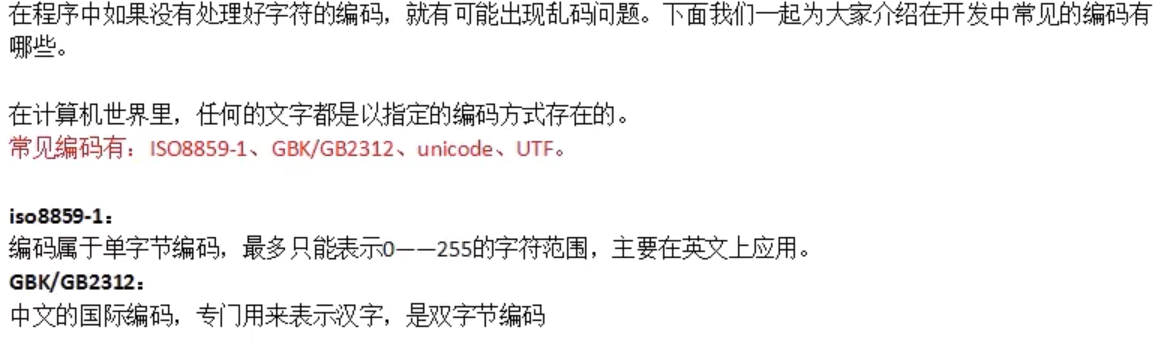 在程序中如果没有处理好字符的编码，就有可能出现乱码问题。下面我们一起为大家介绍在开发中常见的编码有
哪些。
在计算机世界里，任何的文字都是以指定的编码方式存在的。
常见编码有：ISO8859-1、GBK/GB2312、unicode、UTF。
iso8859-1：
编码属于单字节编码，最多只能表示0——255的字符范围，主要在英文上应用。
GBK/GB2312：
中文的国际编码，专门用来表示汉字，是双字节编码